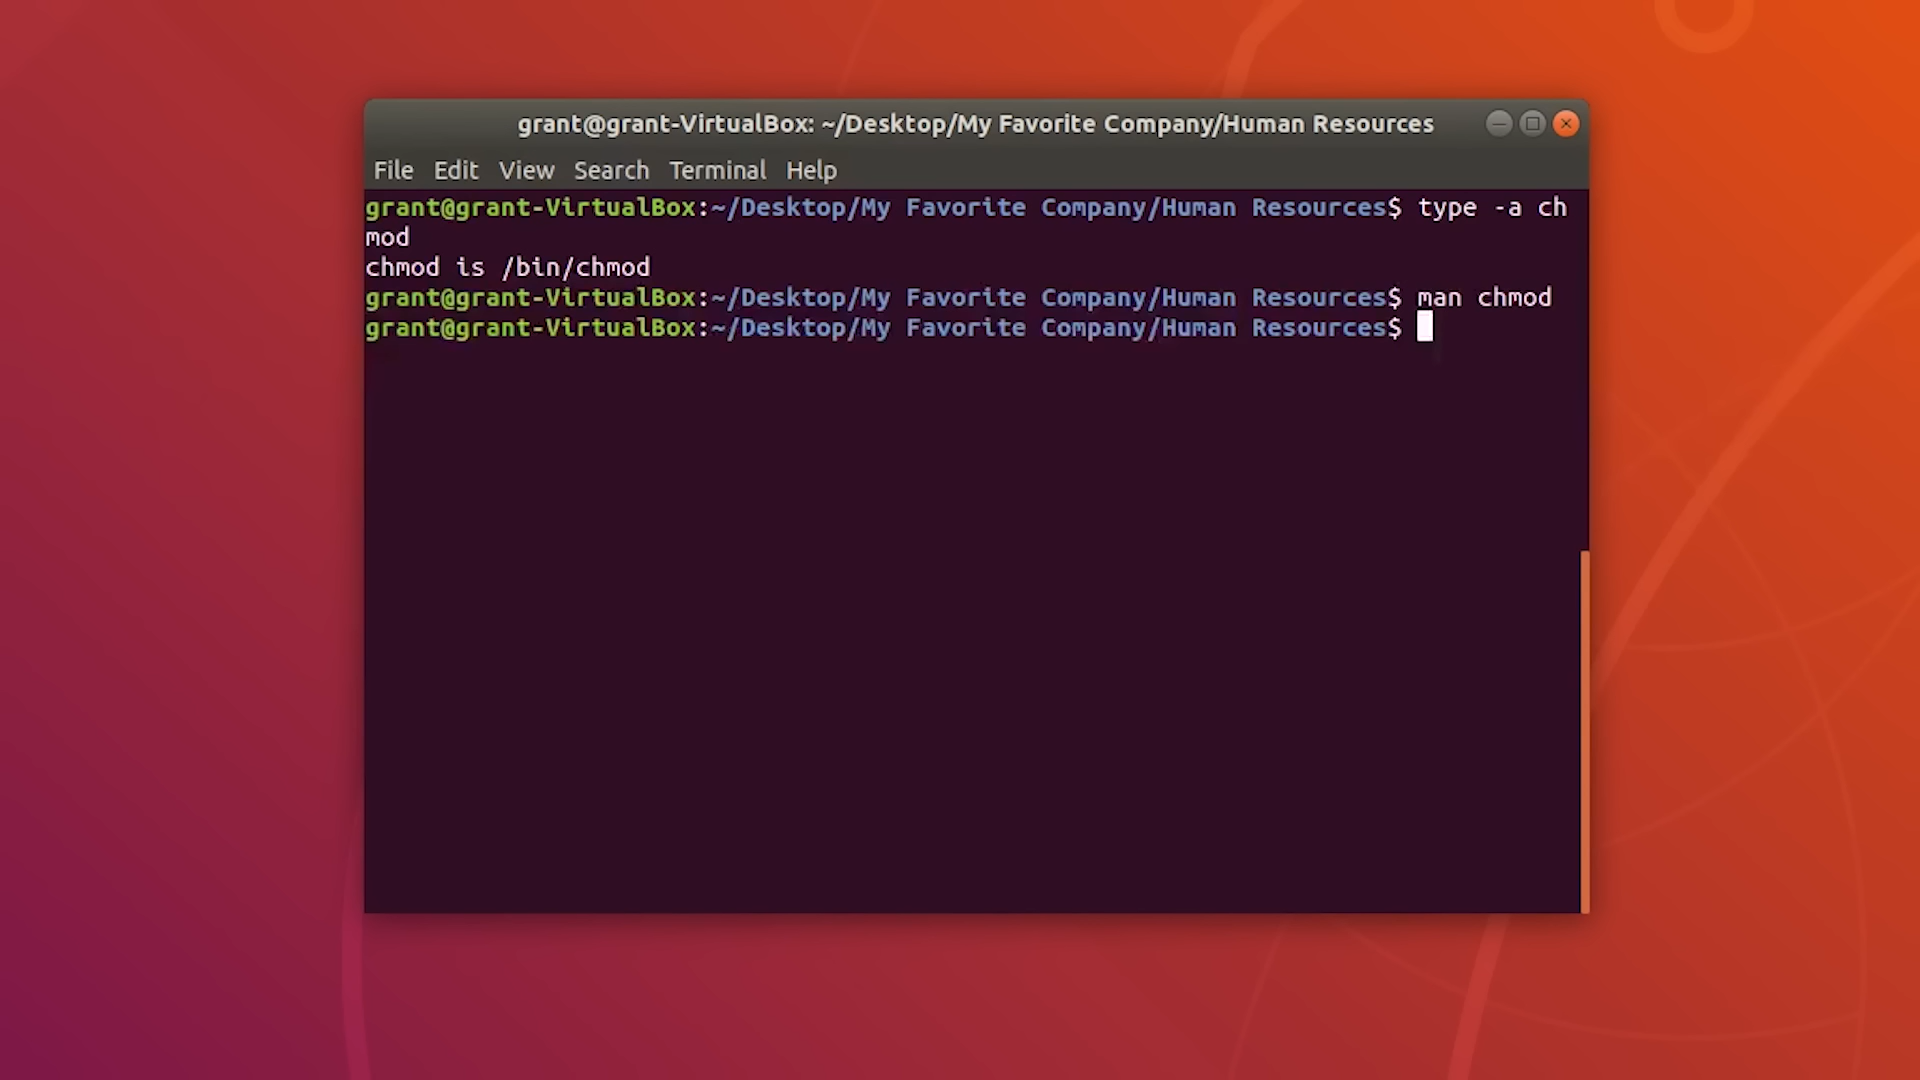 grant@grant-VirtualBox: ~/Desktop/My Favorite Company/Human Resources
File Edit View Search Terminal Help
grant@grant-VirtualBox:~/Desktop/My Favorite Company/Human Resources$ type -a ch
mod
chmod is /bin/chmod
grant@grant-VirtualBox:~/Desktop/My Favorite Company/Human Resources$ man chmod
grant@grant-VirtualBox:~/Desktop/My Favorite Company/Human Resources$